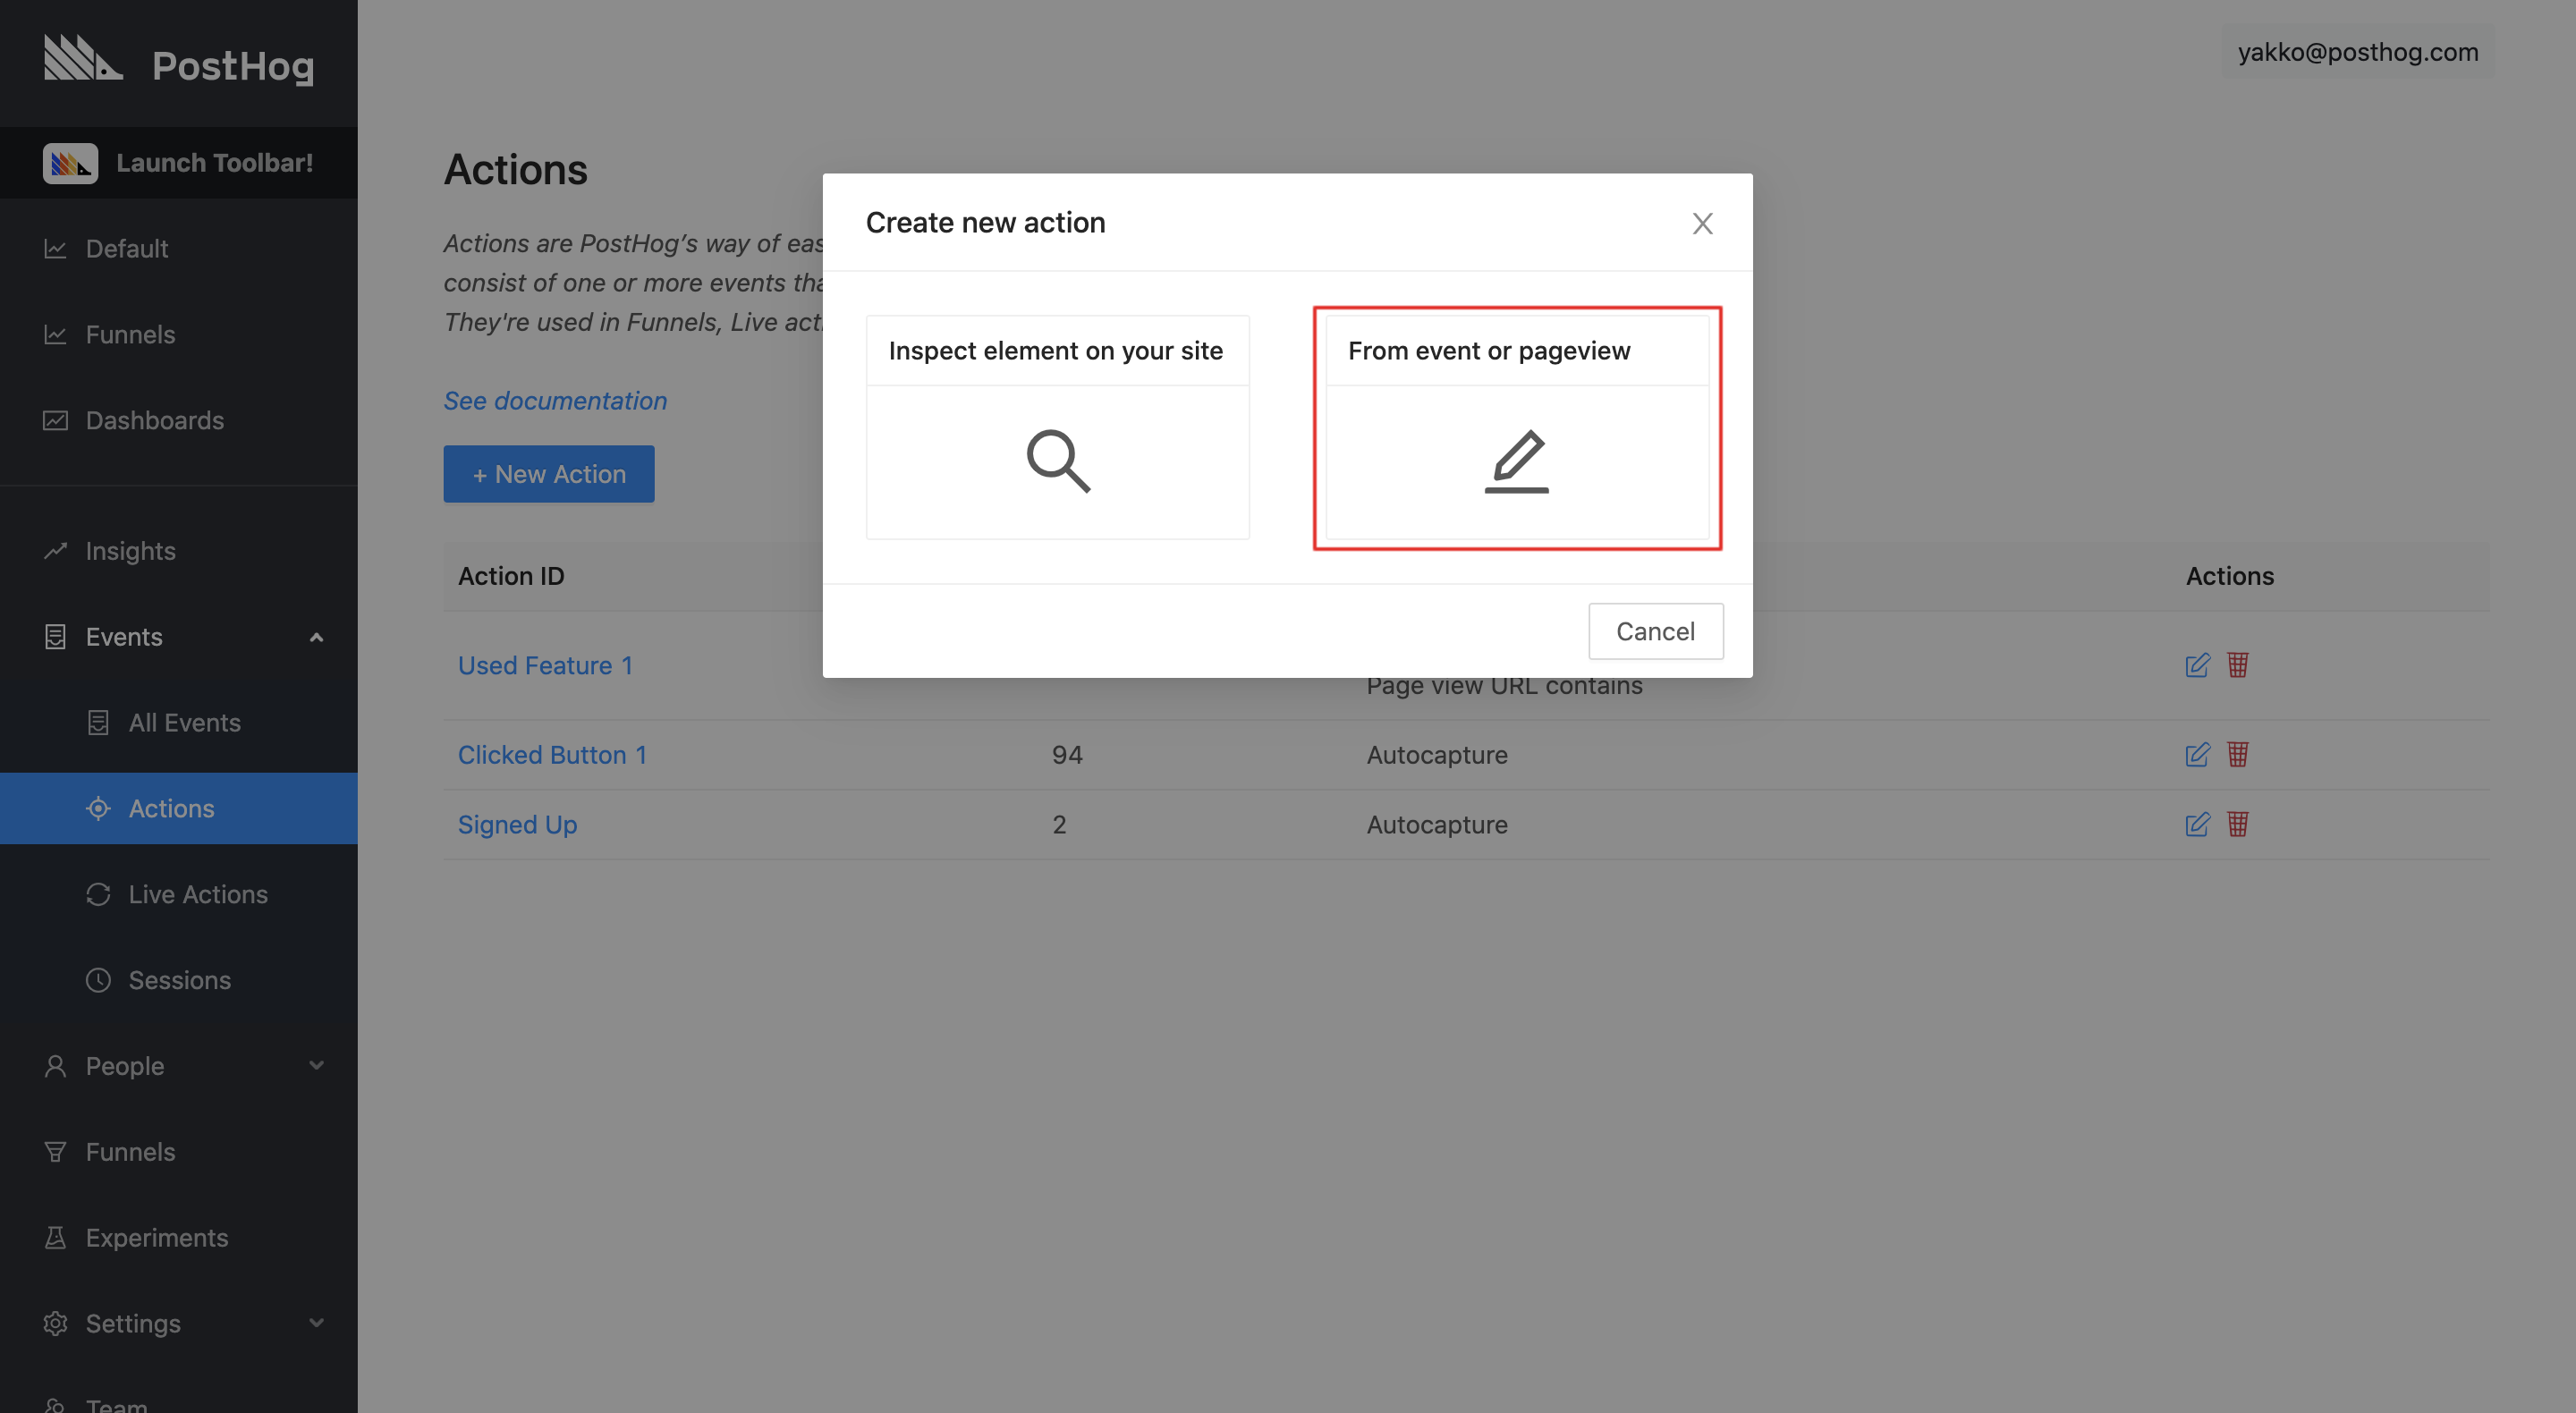 PostHog
Launch Toolbar!
Default
Funnels
Dashboards
Insights
Events
All Events
Actions
Live Actions
Sessions
People
Funnels
Experiments
Settings
Team
yakko@posthog.com
Actions
Actions are PostHog’s way of eas
consist of one or more events tha
They're used in Funnels, Live acti
See documentation
+ New Action
Create new action
Inspect element on your site
From event or pageview
Cancel
Action ID
Actions
Used Feature 1
Page view URL contains
Clicked Button 1 94 Autocapture
Signed Up 2 Autocapture